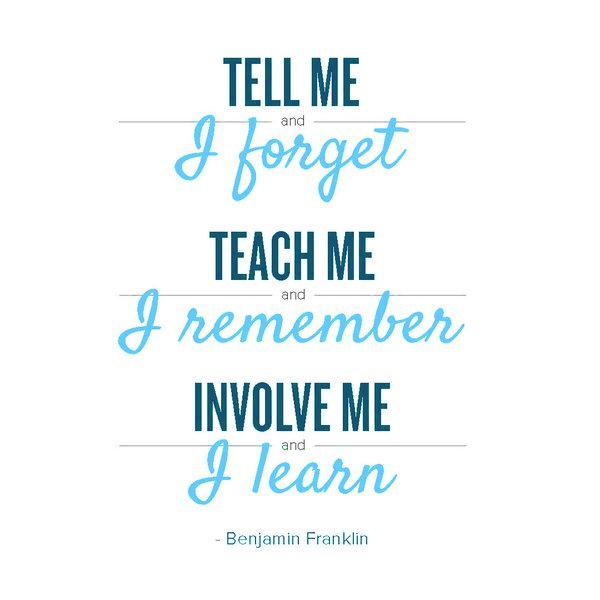 TELL ME
and
I forget
TEACH ME
and
I remember
INVOLVE ME
and
I learn
- Benjamin Franklin